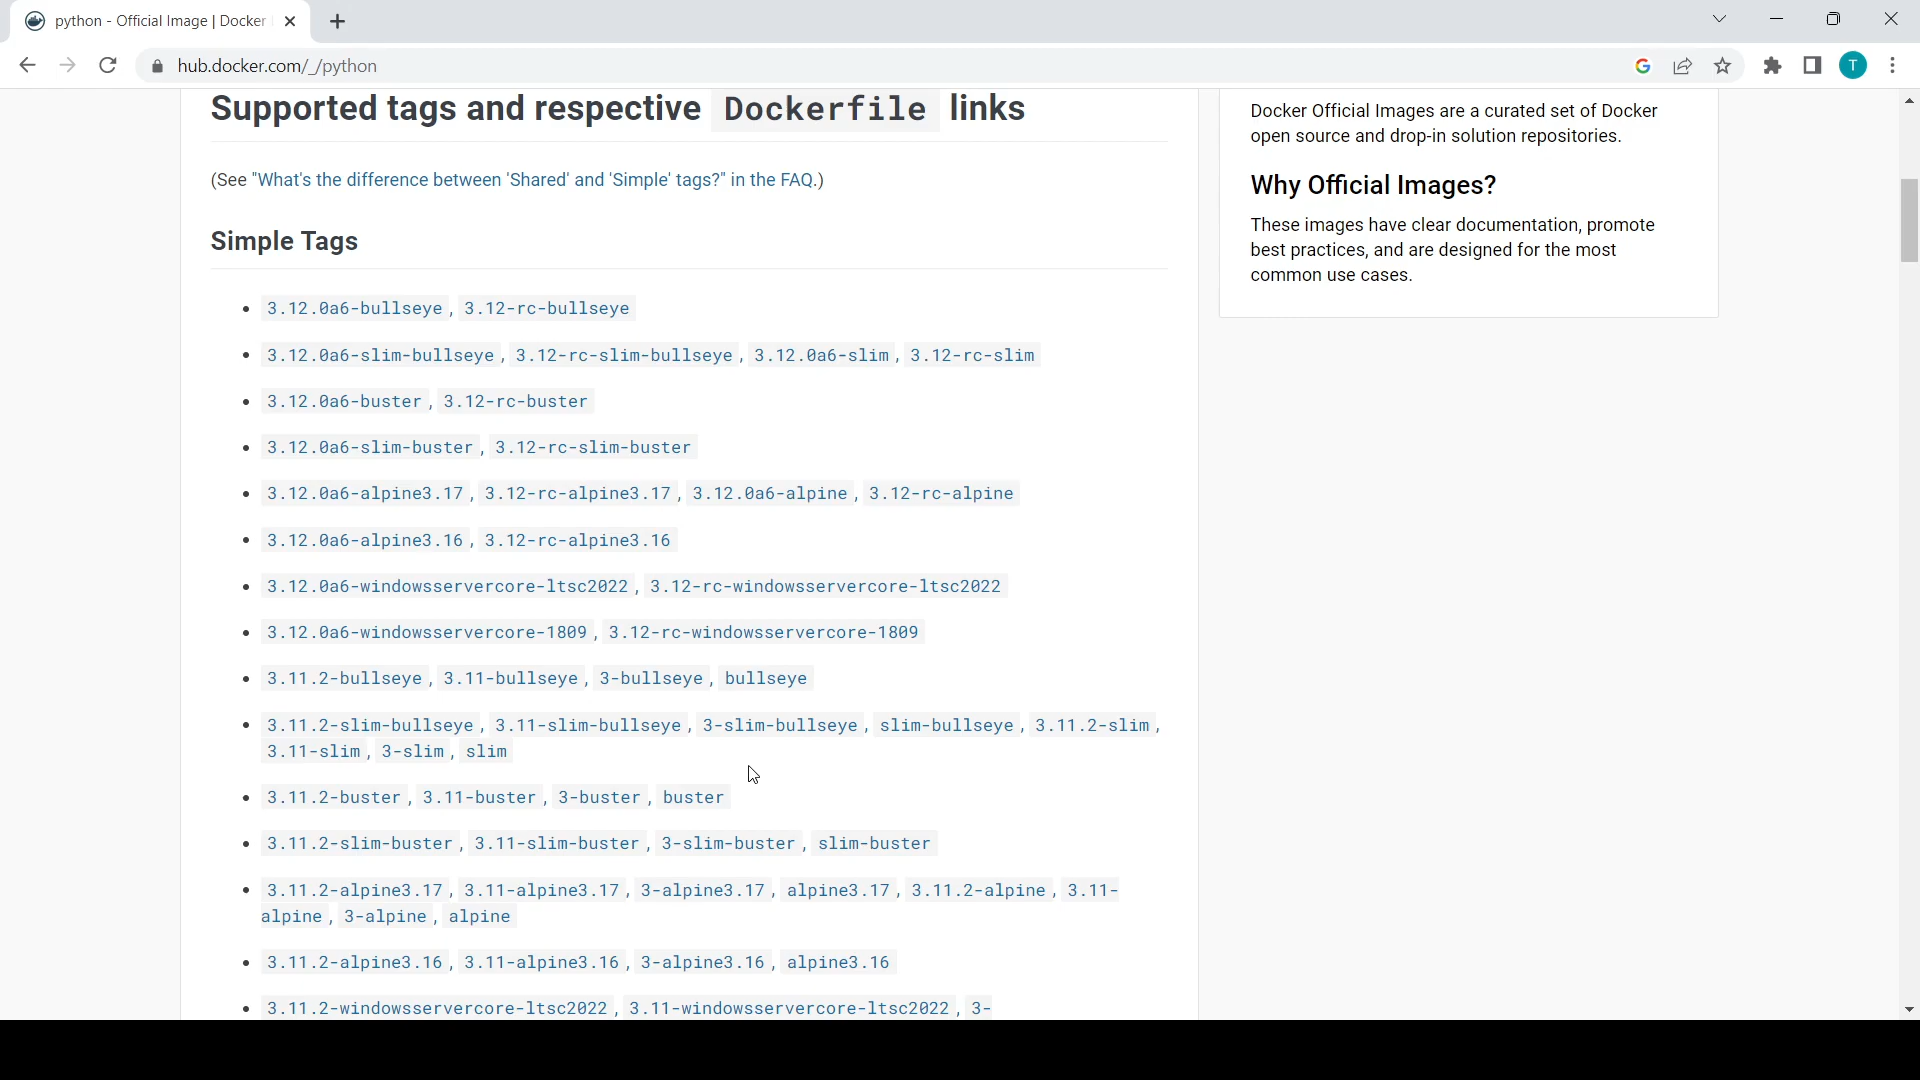 python - Official Image | Docker
hub.docker.com/_/python
T
Supported tags and respective Dockerfile links
(See "What's the difference between 'Shared' and 'Simple' tags?" in the FAQ.)
Simple Tags
3.12.0a6-bullseye, 3.12-rc-bullseye
3.12.0a6-slim-bullseye, 3.12-rc-slim-bullseye, 3.12.0a6-slim, 3.12-rc-slim
3.12.0a6-buster, 3.12-rc-buster
3.12.0a6-slim-buster, 3.12-rc-slim-buster
3.12.0a6-alpine3.17, 3.12-rc-alpine3.17, 3.12.0a6-alpine, 3.12-rc-alpine
3.12.0a6-alpine3.16, 3.12-rc-alpine3.16
3.12.0a6-windowsservercore-ltsc2022, 3.12-rc-windowsservercore-ltsc2022
3.12.0a6-windowsservercore-1809, 3.12-rc-windowsservercore-1809
3.11.2-bullseye, 3.11-bullseye, 3-bullseye, bullseye
3.11.2-slim-bullseye, 3.11-slim-bullseye, 3-slim-bullseye, slim-bullseye, 3.11.2-slim,
3.11-slim, 3-slim, slim
3.11.2-buster, 3.11-buster, 3-buster, buster
3.11.2-slim-buster, 3.11-slim-buster, 3-slim-buster, slim-buster
3.11.2-alpine3.17, 3.11-alpine3.17, 3-alpine3.17, alpine3.17, 3.11.2-alpine, 3.11-
alpine, 3-alpine, alpine
3.11.2-alpine3.16, 3.11-alpine3.16, 3-alpine3.16, alpine3.16
3.11.2-windowsservercore-ltsc2022, 3.11-windowsservercore-ltsc2022, 3-
Docker Official Images are a curated set of Docker
open source and drop-in solution repositories.
Why Official Images?
These images have clear documentation, promote
best practices, and are designed for the most
common use cases.